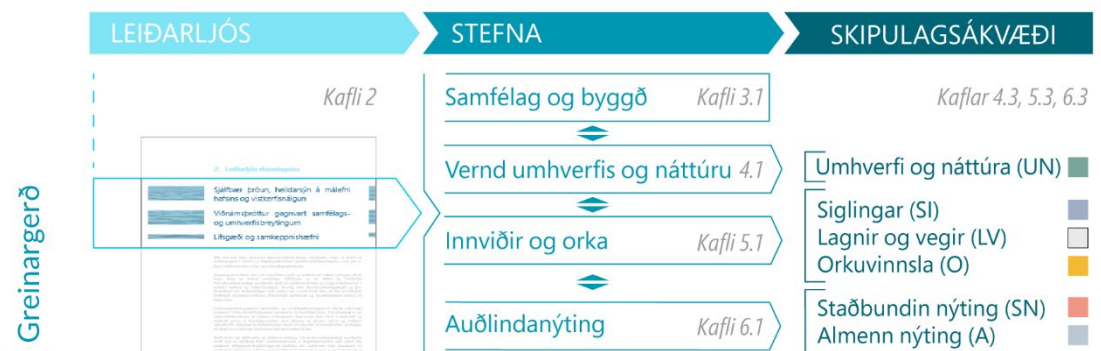 LEIÐARLJÓS
STEFNA
SKIPULAGSÁKVÆÐI
Greinargerð
Kafli 2
2. Leiðarljós skipulagsins
Sjálfbær þróun, heildarsýn á málefni
hafsins og vistkerfisnálgun
Viðnámsþróttur gagnvart samfélags-
og umhverfisbreytingum
Lífsgæði og samkeppnishæfni
Samfélag og byggð Kafli 3.1
Vernd umhverfis og náttúru 4.1
Innviðir og orka Kafli 5.1
Auðlindanýting Kafli 6.1
Kaflar 4.3, 5.3, 6.3
Umhverfi og náttúra (UN)
Siglingar (SI)
Lagnir og vegir (LV)
Orkuvinnsla (O)
Staðbundin nýting (SN)
Almenn nýting (A)